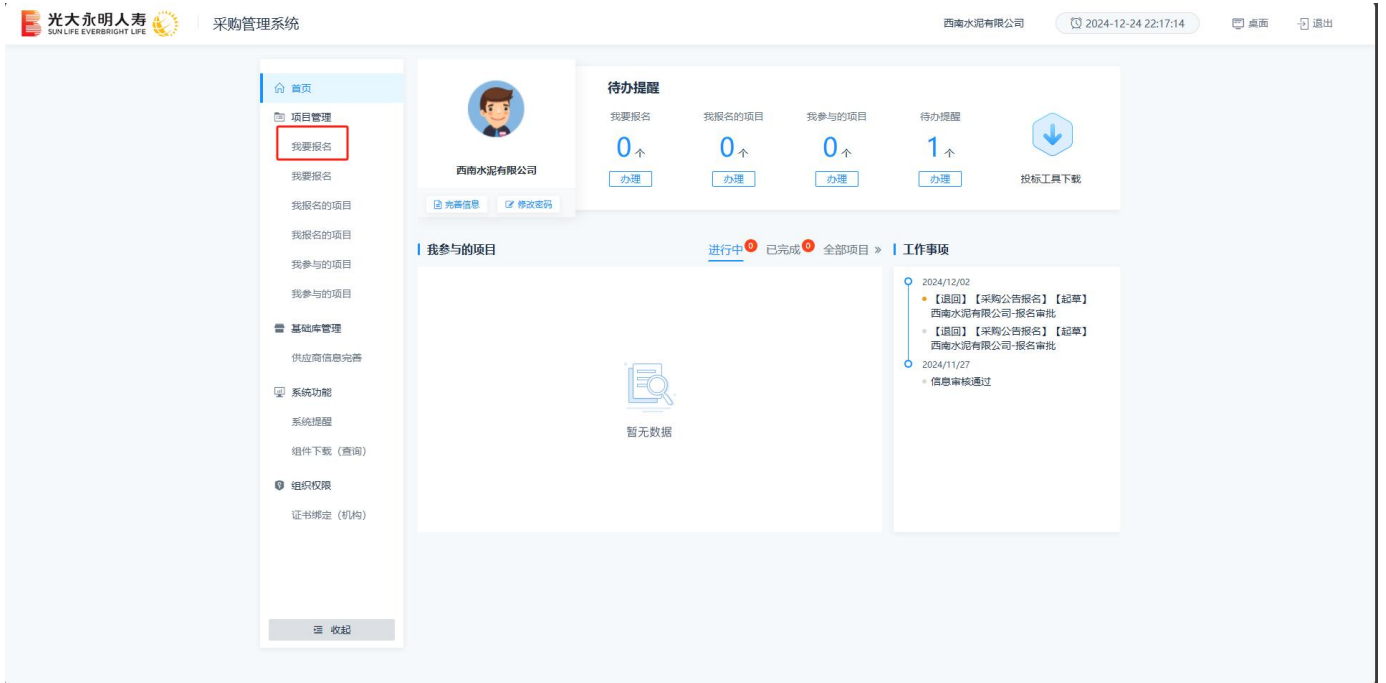 光大永明人寿
SUN LIFE EVERBRIGHT LIFE
采购管理系统
西南水泥有限公司
2024-12-24 22:17:14
桌面
退出
首页
项目管理
我要报名
我要报名
我报名的项目
我报名的项目
我参与的项目
我参与的项目
基础库管理
供应商信息完善
系统功能
系统提醒
组件下载（查询）
组织权限
证书绑定（机构）
收起
西南水泥有限公司
完善信息
修改密码
待办提醒
我要报名 我报名的项目 我参与的项目 待办提醒
0个 0个 0个 1个
办理 办理 办理 办理
投标工具下载
我参与的项目
进行中 0 已完成 0 全部项目 »
暂无数据
工作事项
2024/12/02
【退回】【采购公告报名】【起草】
西南水泥有限公司-报名审批
【退回】【采购公告报名】【起草】
西南水泥有限公司-报名审批
2024/11/27
信息审核通过